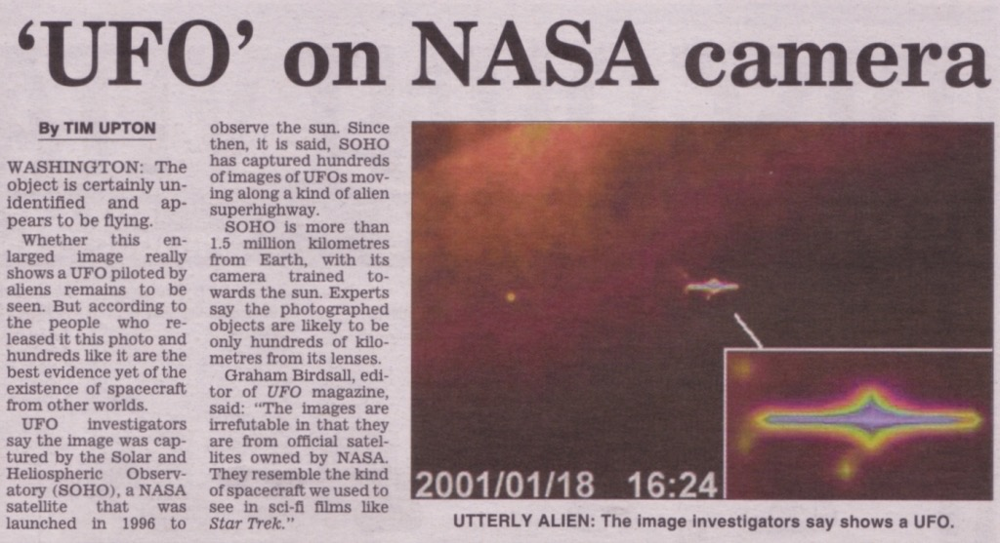 ‘UFO’ on NASA camera
By TIM UPTON
WASHINGTON: The
object is certainly un-
identified and ap-
pears to be flying.
Whether this en-
larged image really
shows a UFO piloted by
aliens remains to be
seen. But according to
the people who re-
leased it this photo and
hundreds like it are the
best evidence yet of the
existence of spacecraft
from other worlds.
UFO investigators
say the image was cap-
tured by the Solar and
Heliospheric Observ-
atory (SOHO), a NASA
satellite that was
launched in 1996 to
observe the sun. Since
then, it is said, SOHO
has captured hundreds
of images of UFOs mov-
ing along a kind of alien
superhighway.
SOHO is more than
1.5 million kilometres
from Earth, with its
camera trained to-
wards the sun. Experts
say the photographed
objects are likely to be
only hundreds of kilo-
metres from its lenses.
Graham Birdsall, edi-
tor of UFO magazine,
said: “The images are
irrefutable in that they
are from official satel-
lites owned by NASA.
They resemble the kind
of spacecraft we used to
see in sci-fi films like
Star Trek.”
2001/01/18 16:24
UTTERLY ALIEN: The image investigators say shows a UFO.